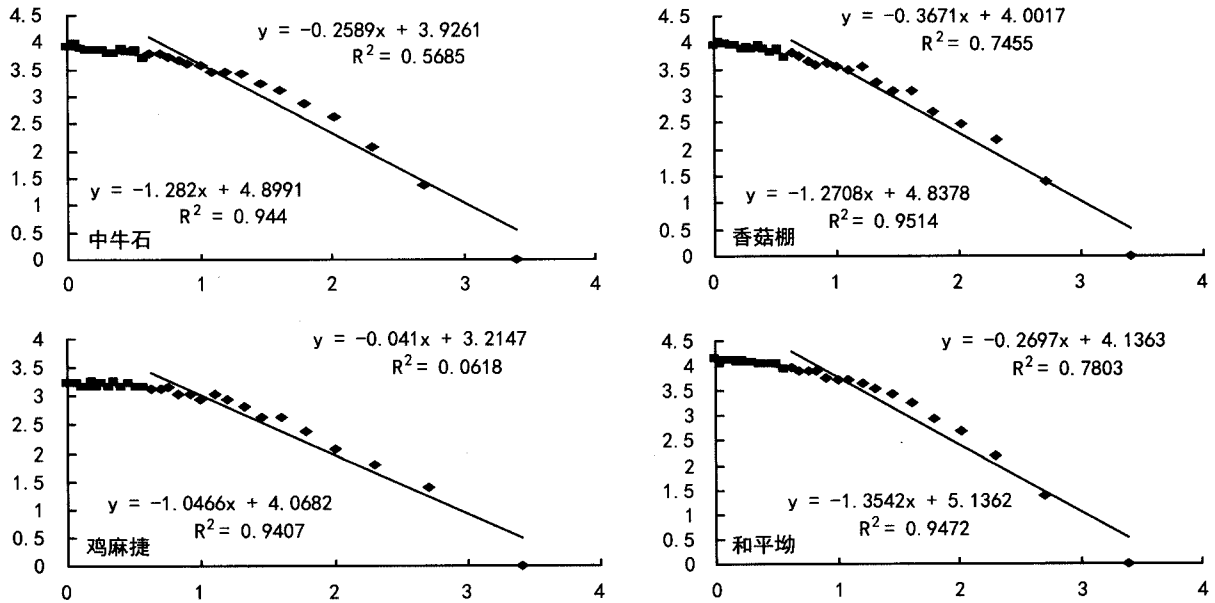 4.5
4
3.5
3
2.5
2
1.5
1
0.5
0
0 1 2 3 4
y = -0.2589x + 3.9261
R² = 0.5685
y = -1.282x + 4.8991
R² = 0.944
中牛石
4.5
4
3.5
3
2.5
2
1.5
1
0.5
0
0 1 2 3 4
y = -0.3671x + 4.0017
R² = 0.7455
y = -1.2708x + 4.8378
R² = 0.9514
香菇棚
4
3.5
3
2.5
2
1.5
1
0.5
0
0 1 2 3 4
y = -0.041x + 3.2147
R² = 0.0618
y = -1.0466x + 4.0682
R² = 0.9407
鸡麻捷
4.5
4
3.5
3
2.5
2
1.5
1
0.5
0
0 1 2 3 4
y = -0.2697x + 4.1363
R² = 0.7803
y = -1.3542x + 5.1362
R² = 0.9472
和平坳